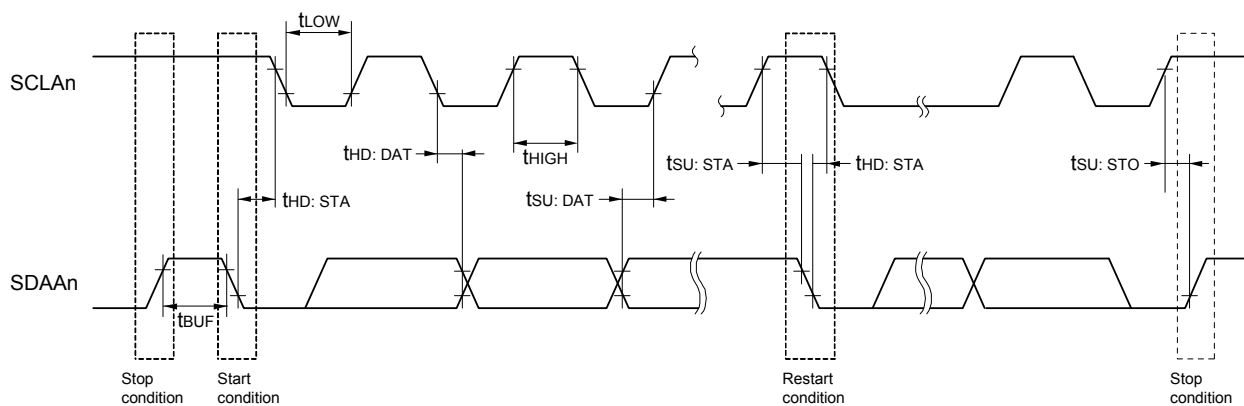 tLOW
SCLAn
tHD: DAT
tHIGH
tSU: STA
tHD: STA
tSU: STO
tHD: STA
tSU: DAT
SDAAn
tBUF
Stop
condition
Start
condition
Restart
condition
Stop
condition